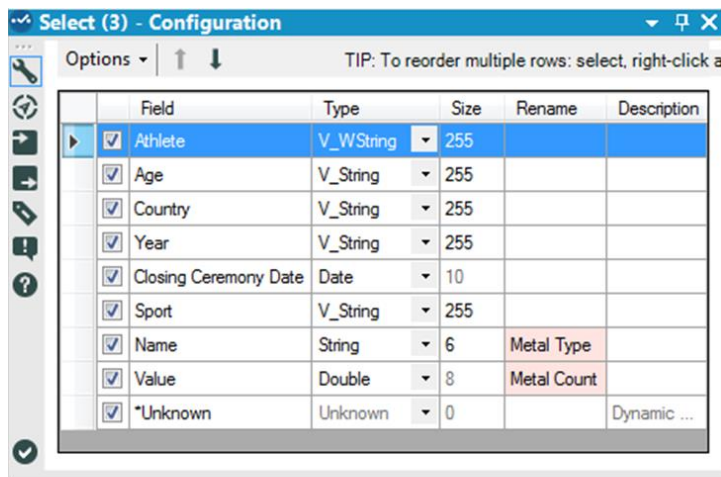 Select (3) - Configuration
Options TIP: To reorder multiple rows: select, right-click a
Field Type Size Rename Description
Athlete V_WString 255
Age V_String 255
Country V_String 255
Year V_String 255
Closing Ceremony Date Date 10
Sport V_String 255
Name String 6 Metal Type
Value Double 8 Metal Count
*Unknown Unknown 0 Dynamic ...